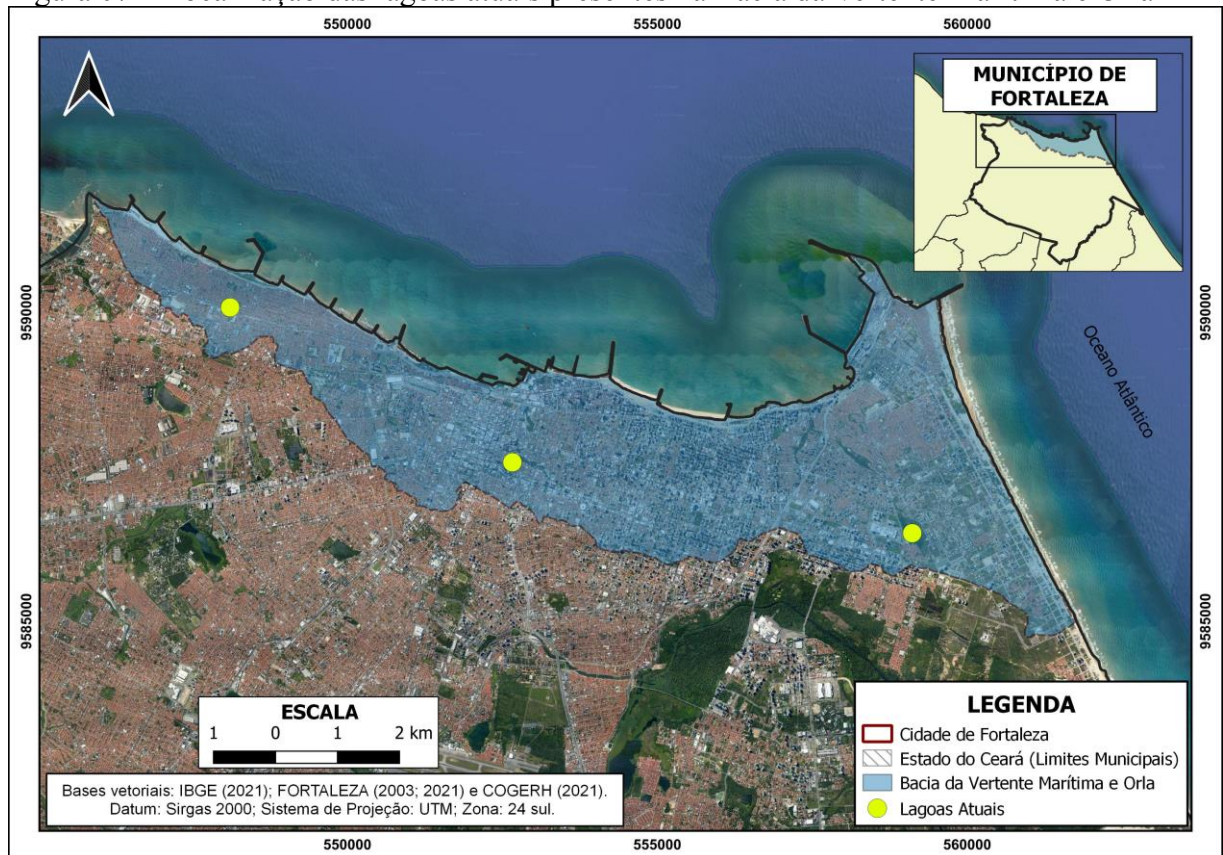 550000 555000 560000
MUNICÍPIO DE
FORTALEZA
9590000
9590000
Oceano Atlântico
9585000
9585000
ESCALA
1 0 1 2 km
Bases vetoriais: IBGE (2021); FORTALEZA (2003; 2021) e COGERH (2021).
Datum: Sirgas 2000; Sistema de Projeção: UTM; Zona: 24 sul.
LEGENDA
Cidade de Fortaleza
Estado do Ceará (Limites Municipais)
Bacia da Vertente Marítima e Orla
Lagoas Atuais
550000 555000 560000